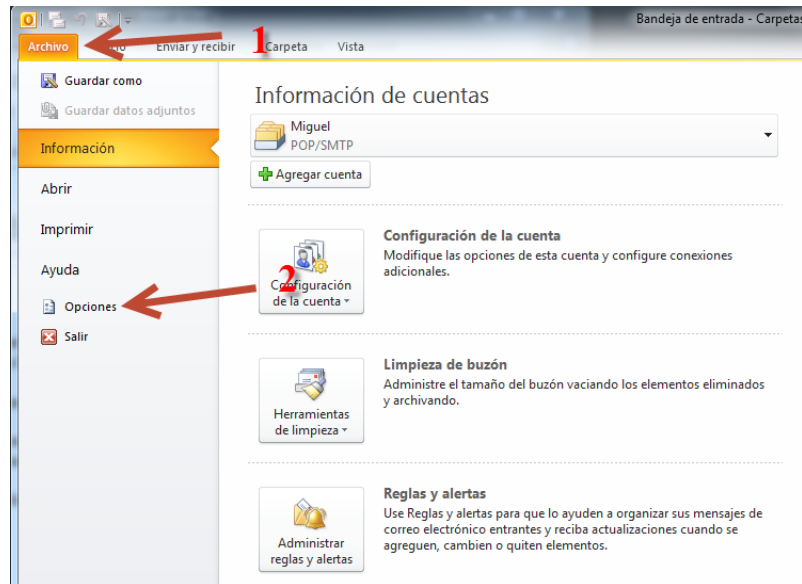 Bandeja de entrada - Carpetas
Archivo
Enviar y recibir
Carpeta
Vista
1
Guardar como
Guardar datos adjuntos
Información
Abrir
Imprimir
Ayuda
Opciones
Salir
Información de cuentas
Miguel
POP/SMTP
Agregar cuenta
2
Configuración
de la cuenta
Configuración de la cuenta
Modifique las opciones de esta cuenta y configure conexiones
adicionales.
Herramientas
de limpieza
Limpieza de buzón
Administre el tamaño del buzón vaciando los elementos eliminados
y archivando.
Administrar
reglas y alertas
Reglas y alertas
Use Reglas y alertas para que lo ayuden a organizar sus mensajes de
correo electrónico entrantes y reciba actualizaciones cuando se
agreguen, cambien o quiten elementos.